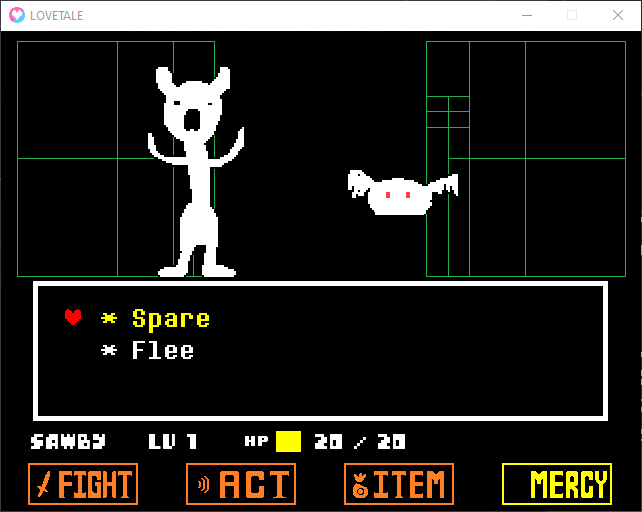 LOVETALE
* Spare
* Flee
SAWBY LV 1 HP 20 / 20
FIGHT ACT ITEM MERCY